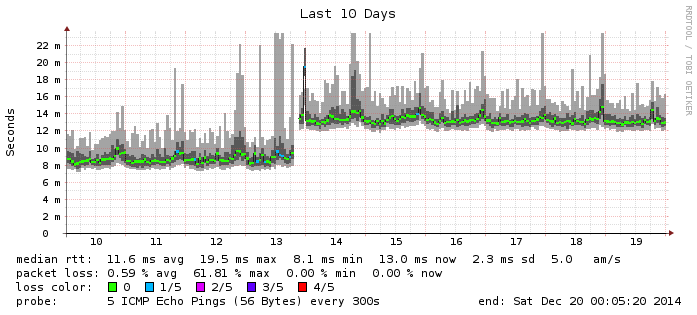 Last 10 Days
RRDTOOL / TOBI OETIKER
Seconds
22 m
20 m
18 m
16 m
14 m
12 m
10 m
8 m
6 m
4 m
2 m
0
10 11 12 13 14 15 16 17 18 19
median rtt: 11.6 ms avg 19.5 ms max 8.1 ms min 13.0 ms now 2.3 ms sd 5.0 am/s
packet loss: 0.59 % avg 61.81 % max 0.00 % min 0.00 % now
loss color: 0 1/5 2/5 3/5 4/5
probe: 5 ICMP Echo Pings (56 Bytes) every 300s end: Sat Dec 20 00:05:20 2014